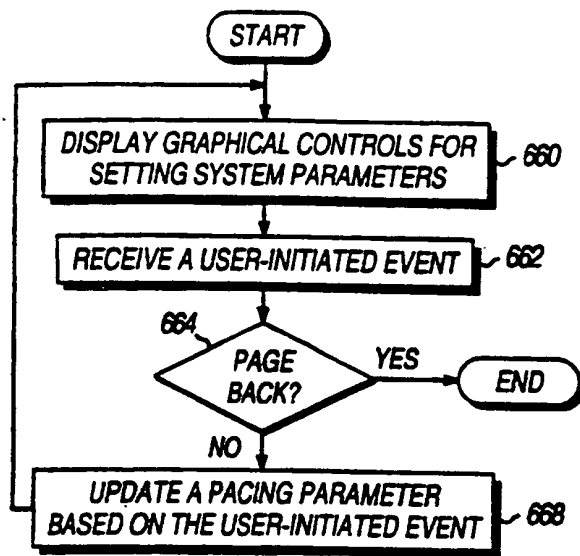 START
DISPLAY GRAPHICAL CONTROLS FOR
SETTING SYSTEM PARAMETERS
660
RECEIVE A USER-INITIATED EVENT
662
664
PAGE
BACK?
YES
END
NO
UPDATE A PACING PARAMETER
BASED ON THE USER-INITIATED EVENT
668